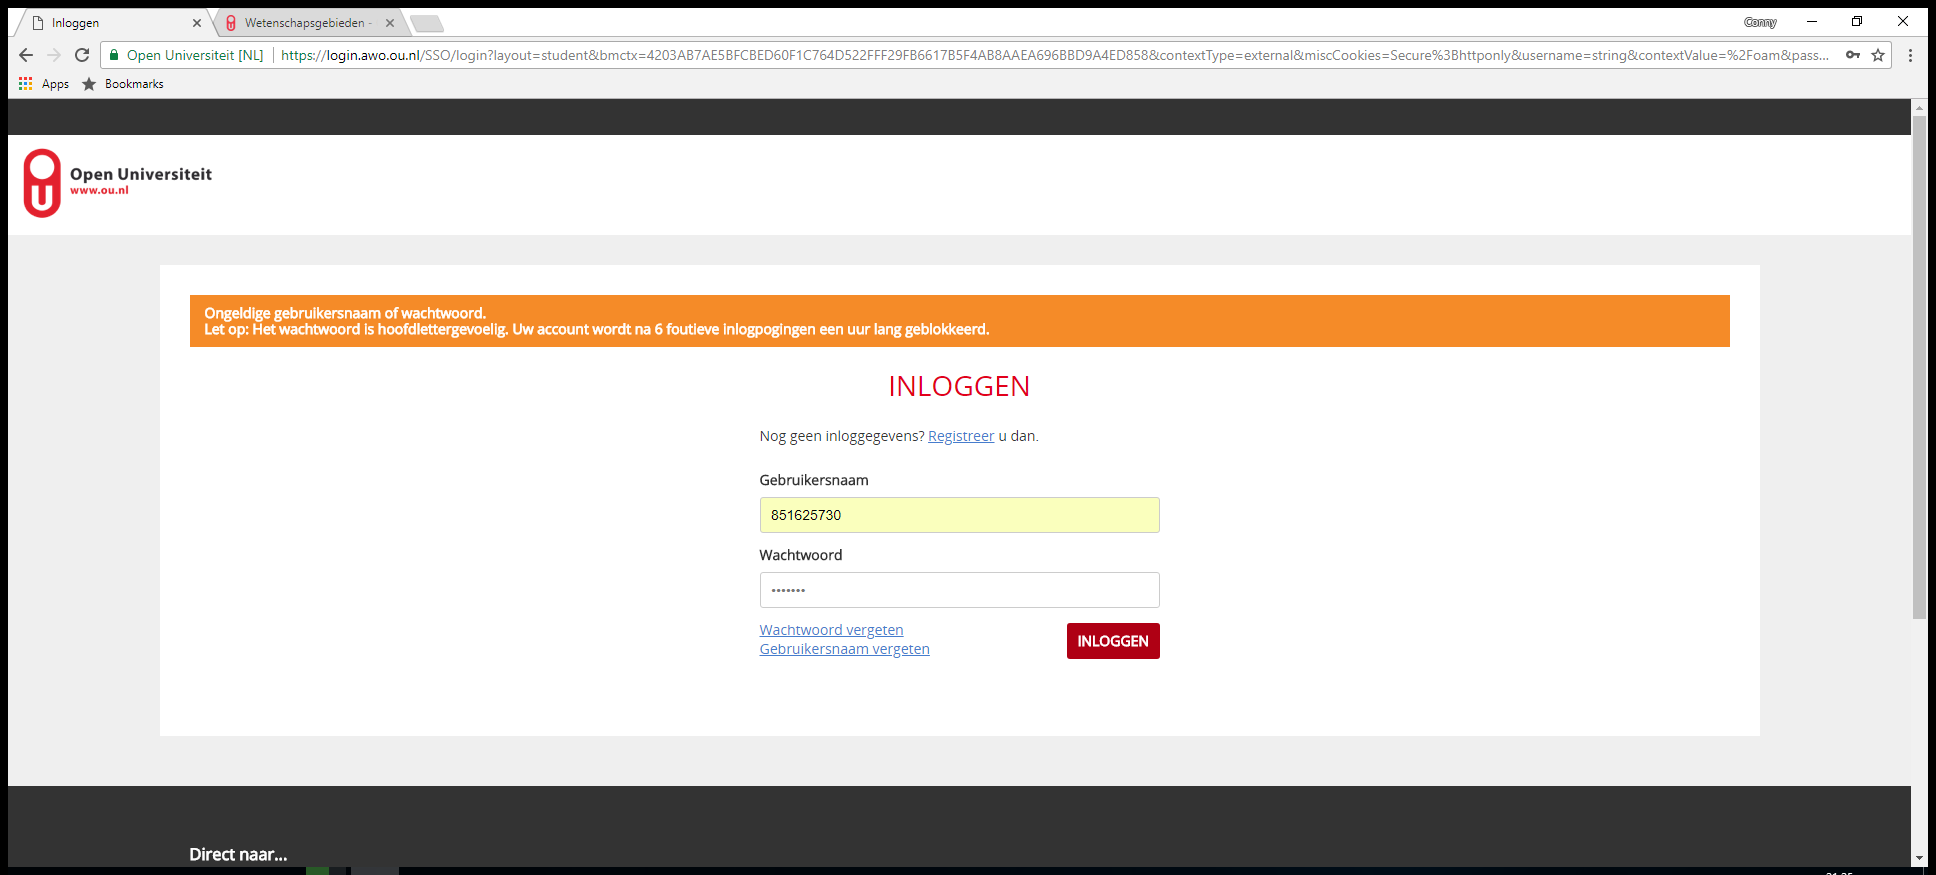 Inloggen
Wetenschapsgebieden -
Conny
Open Universiteit [NL]
https://login.awo.ou.nl/SSO/login?layout=student&bmctx=4203AB7AE5BFCBED60F1C764D522FFF29FB6617B5F4AB8AAEA696BBD9A4ED858&contextType=external&miscCookies=Secure%3Bhttponly&username=string&contextValue=%2Foam&pass...
Apps
Bookmarks
Open Universiteit
www.ou.nl
Ongeldige gebruikersnaam of wachtwoord.
Let op: Het wachtwoord is hoofdlettergevoelig. Uw account wordt na 6 foutieve inlogpogingen een uur lang geblokkeerd.
INLOGGEN
Nog geen inloggegevens? Registreer u dan.
Gebruikersnaam
851625730
Wachtwoord
•••••••
Wachtwoord vergeten
INLOGGEN
Gebruikersnaam vergeten
Direct naar...